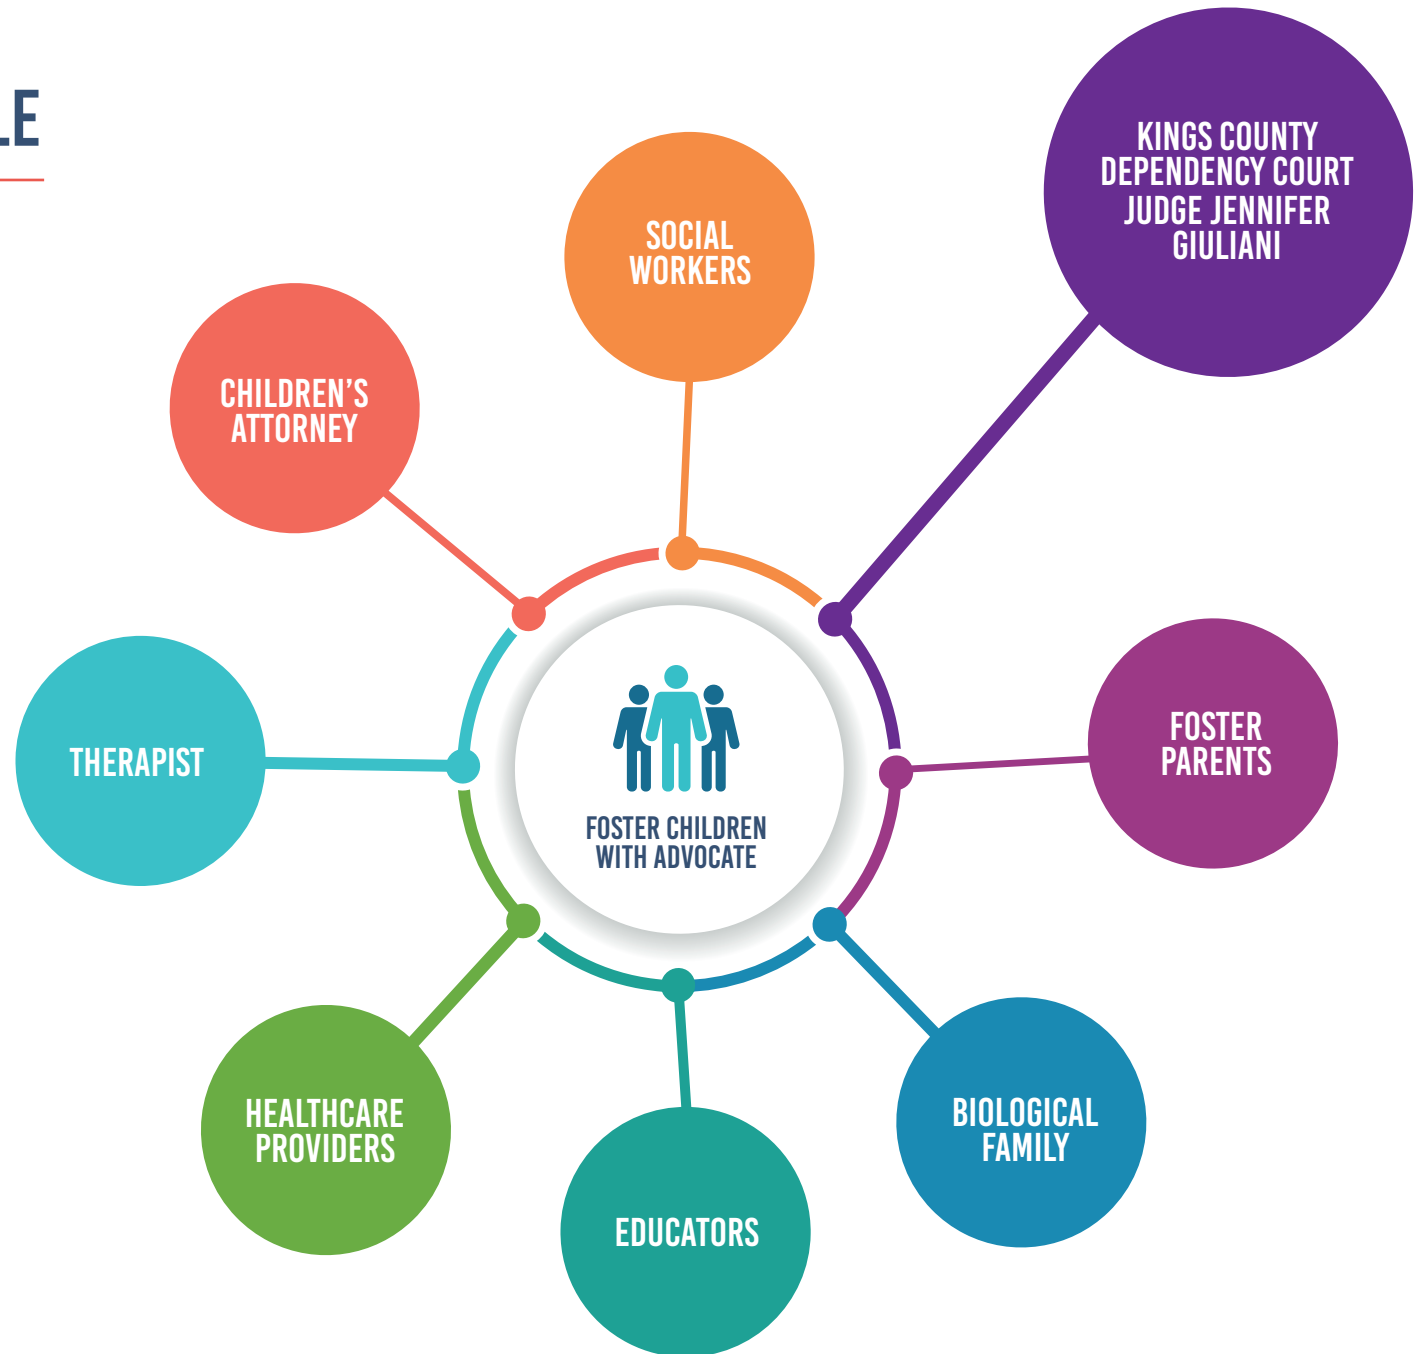 LE
KINGS COUNTY
DEPENDENCY COURT
JUDGE JENNIFER
GIULIANI
SOCIAL
WORKERS
CHILDREN'S
ATTORNEY
FOSTER
PARENTS
THERAPIST
FOSTER CHILDREN
WITH ADVOCATE
HEALTHCARE
PROVIDERS
BIOLOGICAL
FAMILY
EDUCATORS